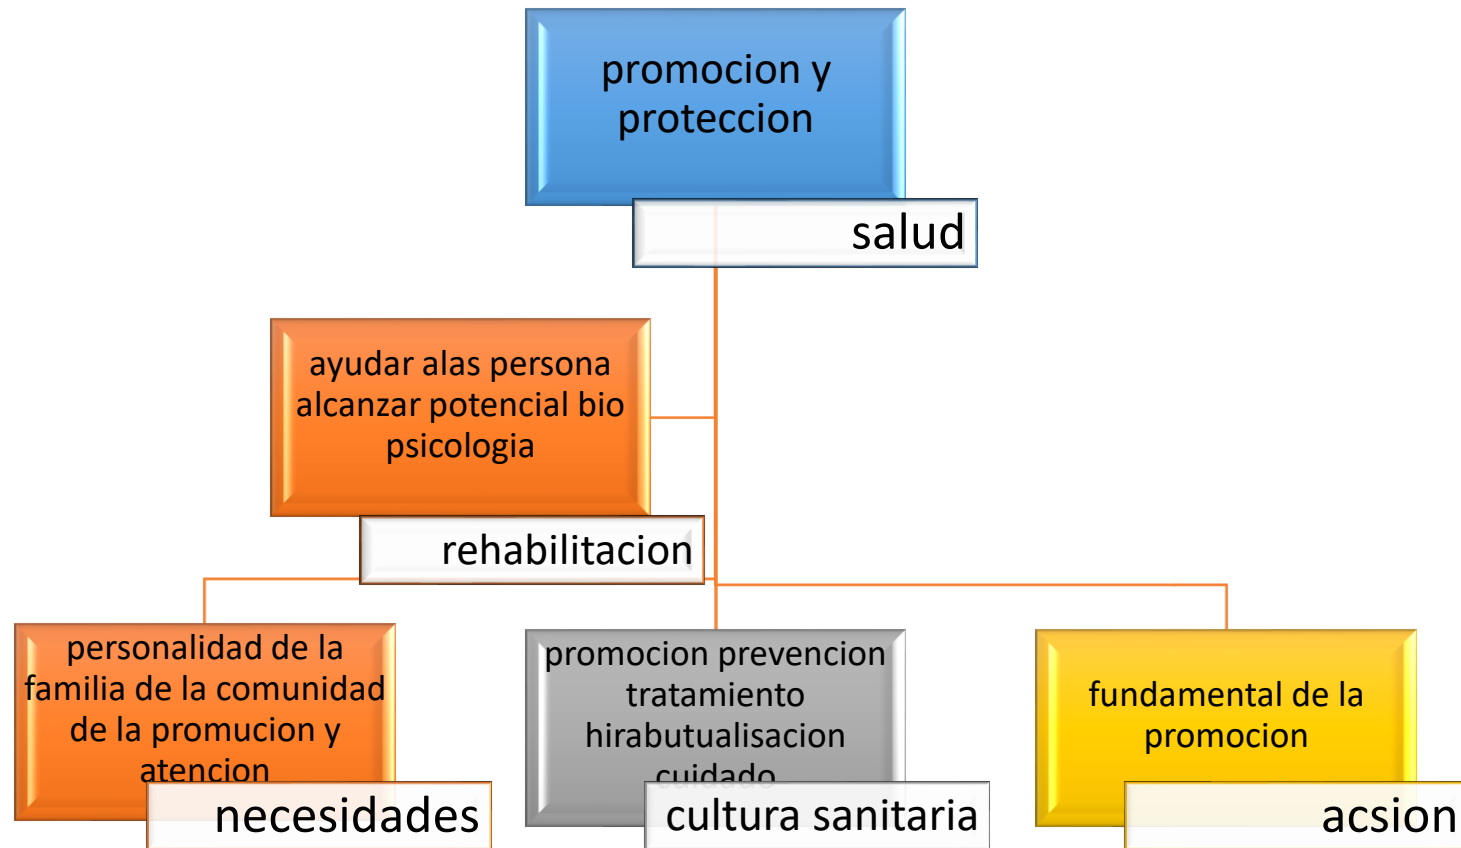 promocion y
proteccion
salud
ayudar alas persona
alcanzar potencial bio
psicologia
rehabilitacion
personalidad de la
familia de la comunidad
de la promucion y
atencion
necesidades
promocion prevencion
tratamiento
hirabutualisacion
cuidado
cultura sanitaria
fundamental de la
promocion
acsion